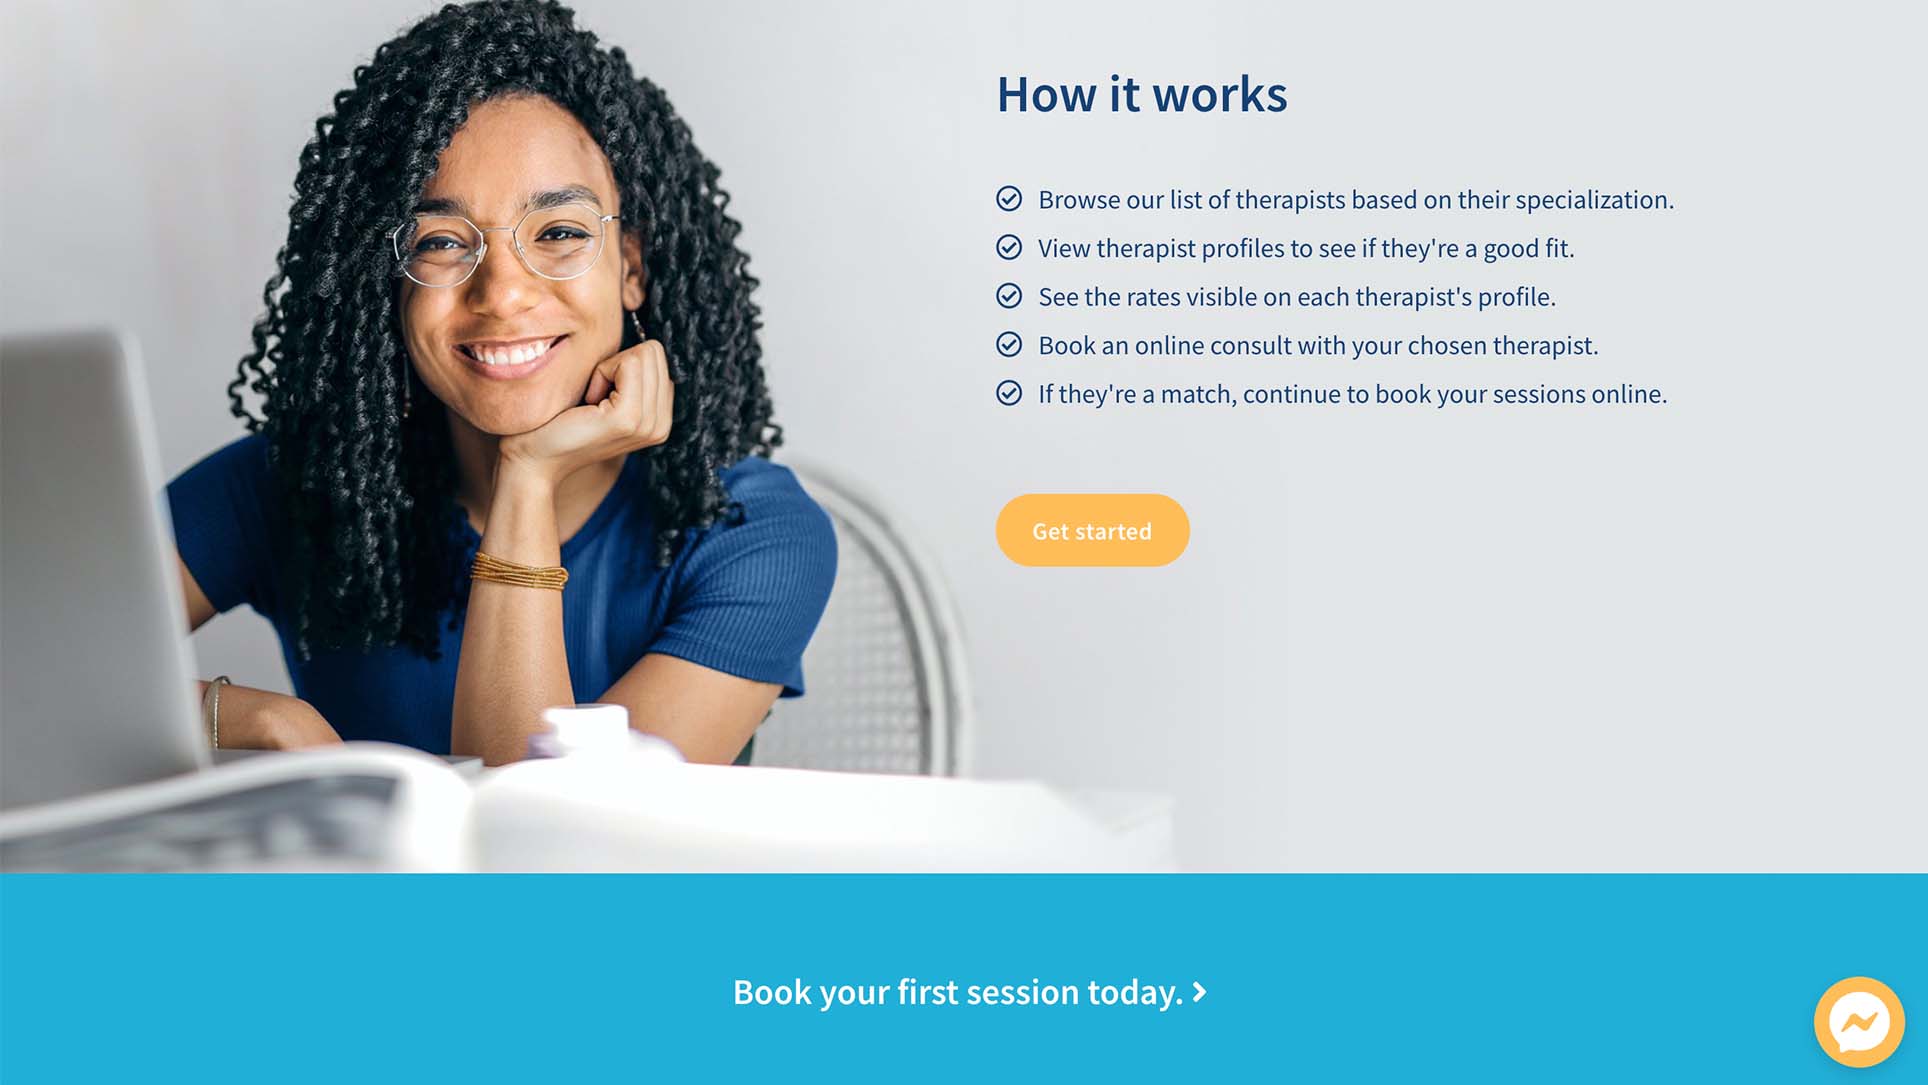 How it works
Browse our list of therapists based on their specialization.
View therapist profiles to see if they're a good fit.
See the rates visible on each therapist's profile.
Book an online consult with your chosen therapist.
If they're a match, continue to book your sessions online.
Get started
Book your first session today.